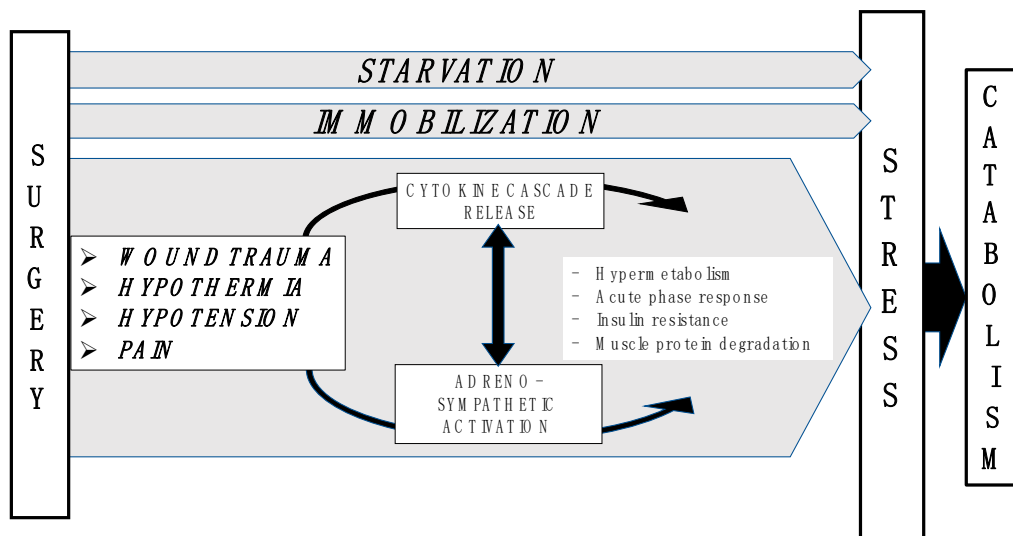 SURGERY
STARVATION
IMMOBILIZATION
CYTOKINE CASCADE
RELEASE
➢ WOUND TRAUMA
➢ HYPOTHERMIA
➢ HYPOTENSION
➢ PAIN
– Hypermetabolism
– Acute phase response
– Insulin resistance
– Muscle protein degradation
ADRENO–
SYMPATHETIC
ACTIVATION
STRESS
CATABOLISM